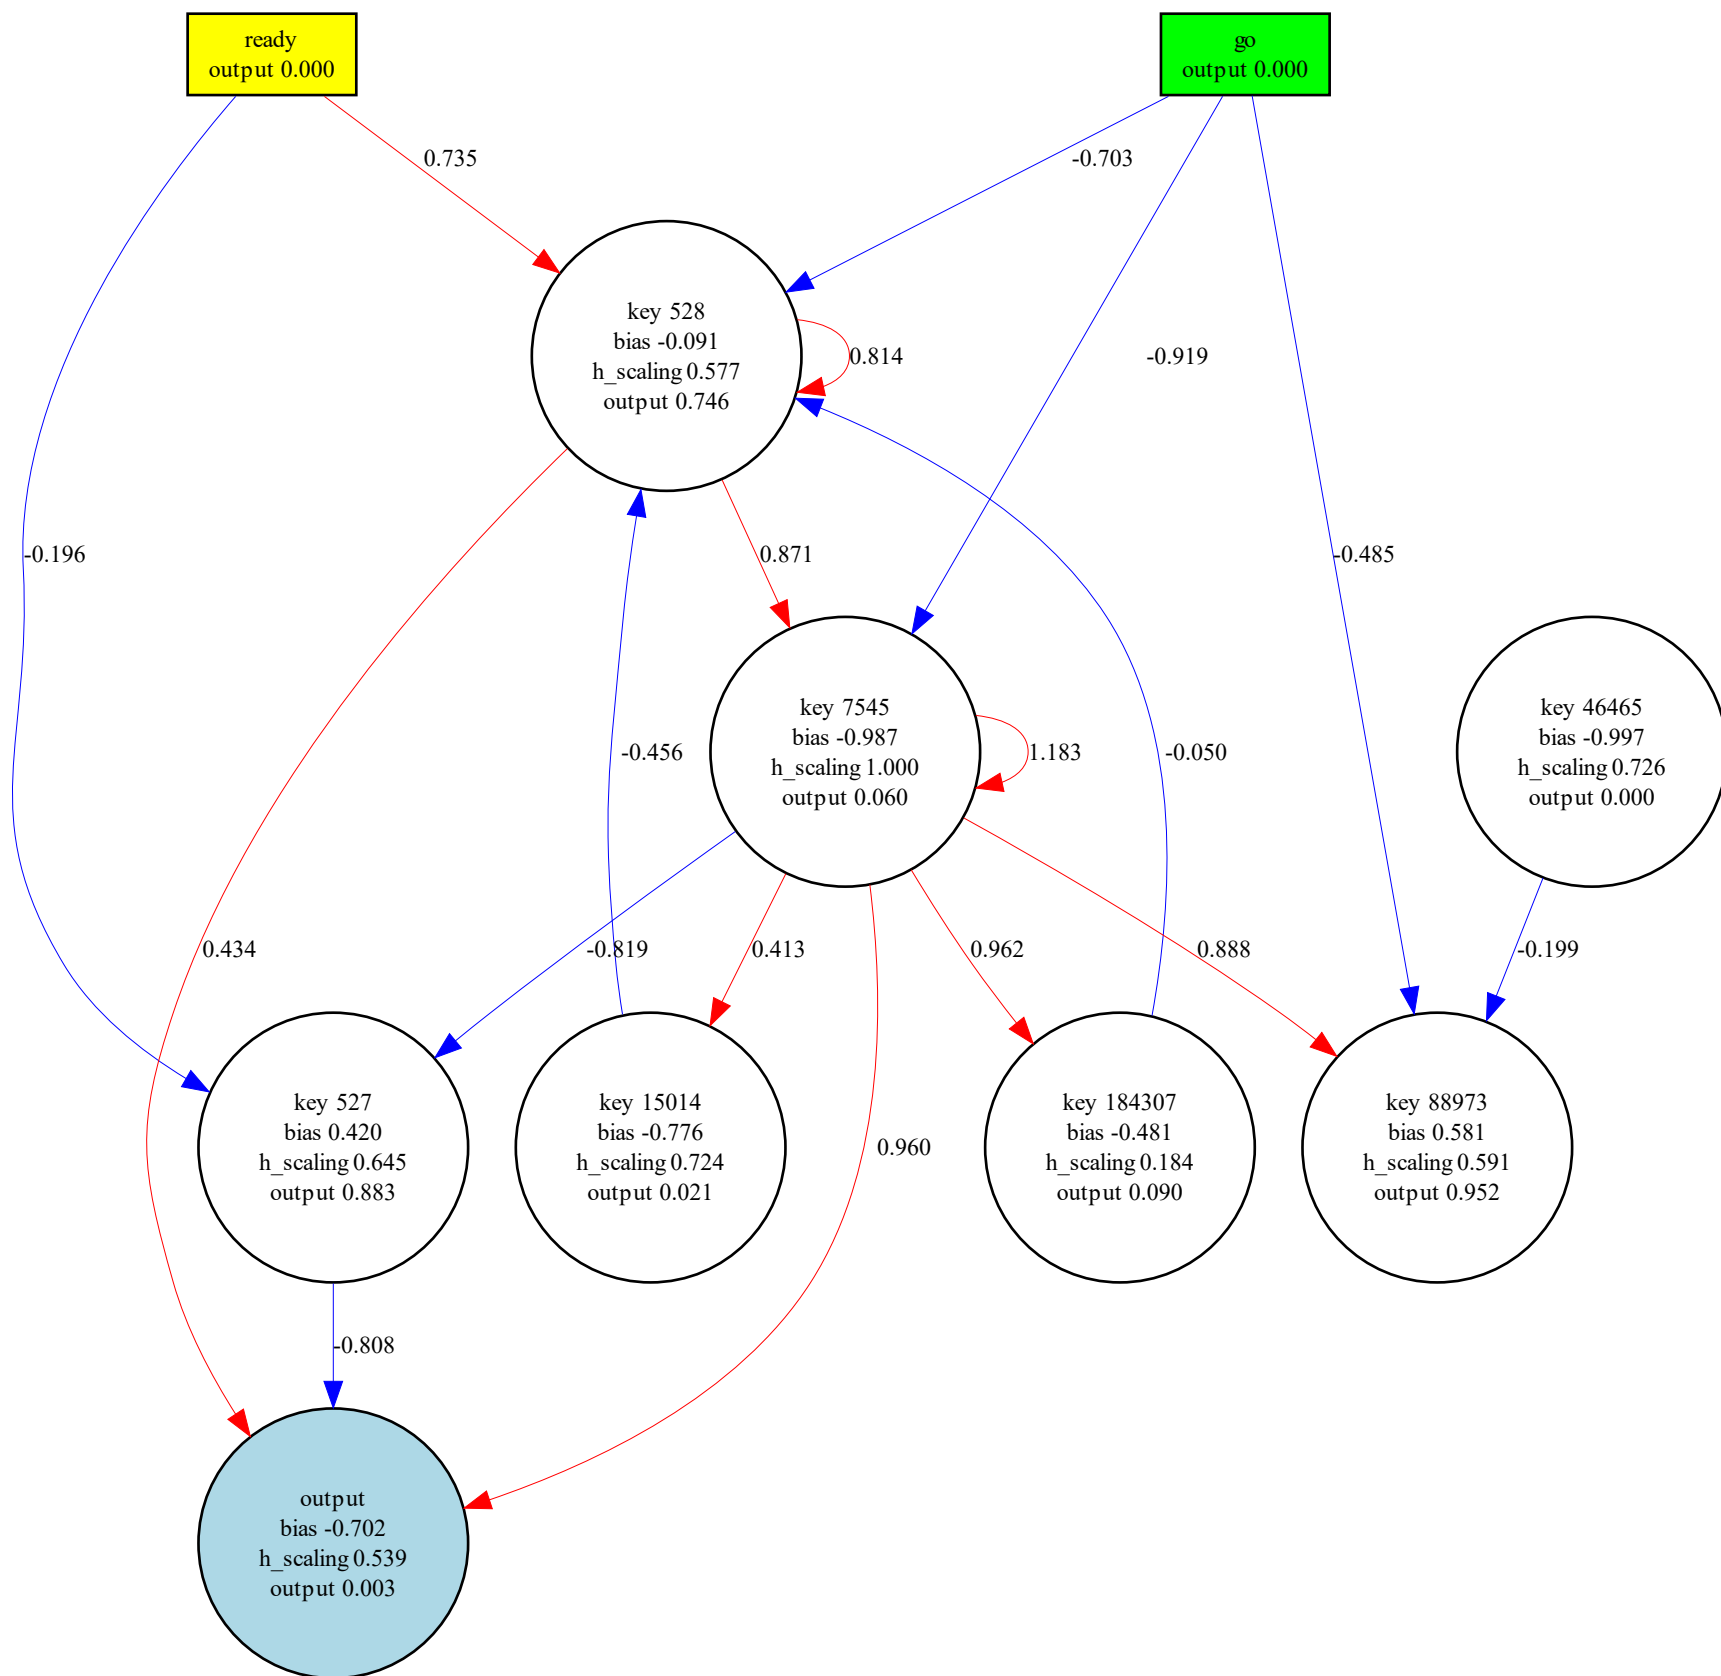 ready
output 0.000
go
output 0.000
0.735
-0.703
key 528
bias -0.091
h_scaling 0.577
output 0.746
0.814
-0.919
-0.196
0.871
-0.485
key 7545
bias -0.987
h_scaling 1.000
output 0.060
1.183
-0.456
-0.050
key 46465
bias -0.997
h_scaling 0.726
output 0.000
0.434
-0.819
0.413
0.962
0.888
-0.199
key 527
bias 0.420
h_scaling 0.645
output 0.883
key 15014
bias -0.776
h_scaling 0.724
output 0.021
0.960
key 184307
bias -0.481
h_scaling 0.184
output 0.090
key 88973
bias 0.581
h_scaling 0.591
output 0.952
-0.808
output
bias -0.702
h_scaling 0.539
output 0.003